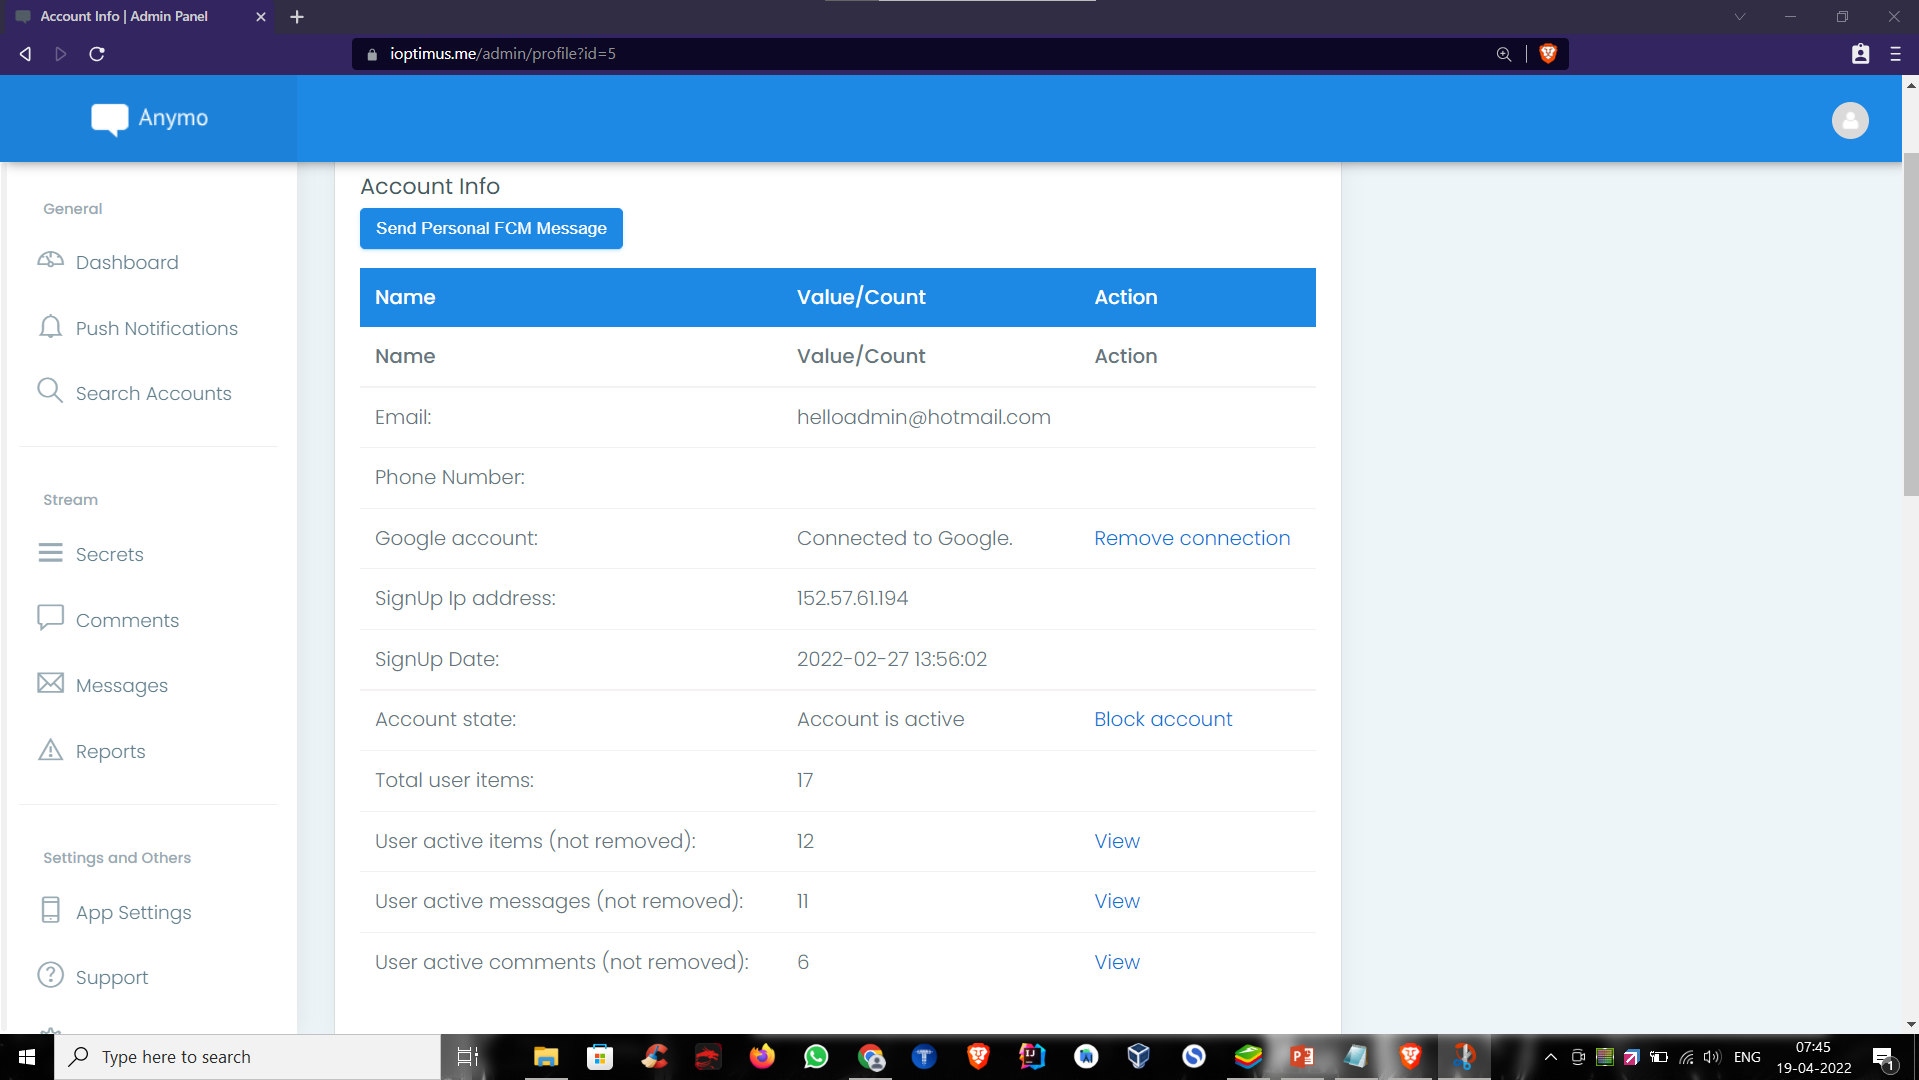 Account Info | Admin Panel
ioptimus.me/admin/profile?id=5
Anymo
General
Dashboard
Push Notifications
Search Accounts
Stream
Secrets
Comments
Messages
Reports
Settings and Others
App Settings
Support
Account Info
Send Personal FCM Message
Name Value/Count Action
Name Value/Count Action
Email: helloadmin@hotmail.com
Phone Number:
Google account: Connected to Google. Remove connection
SignUp Ip address: 152.57.61.194
SignUp Date: 2022-02-27 13:56:02
Account state: Account is active Block account
Total user items: 17
User active items (not removed): 12 View
User active messages (not removed): 11 View
User active comments (not removed): 6 View
Type here to search
ENG
07:45
19-04-2022
1